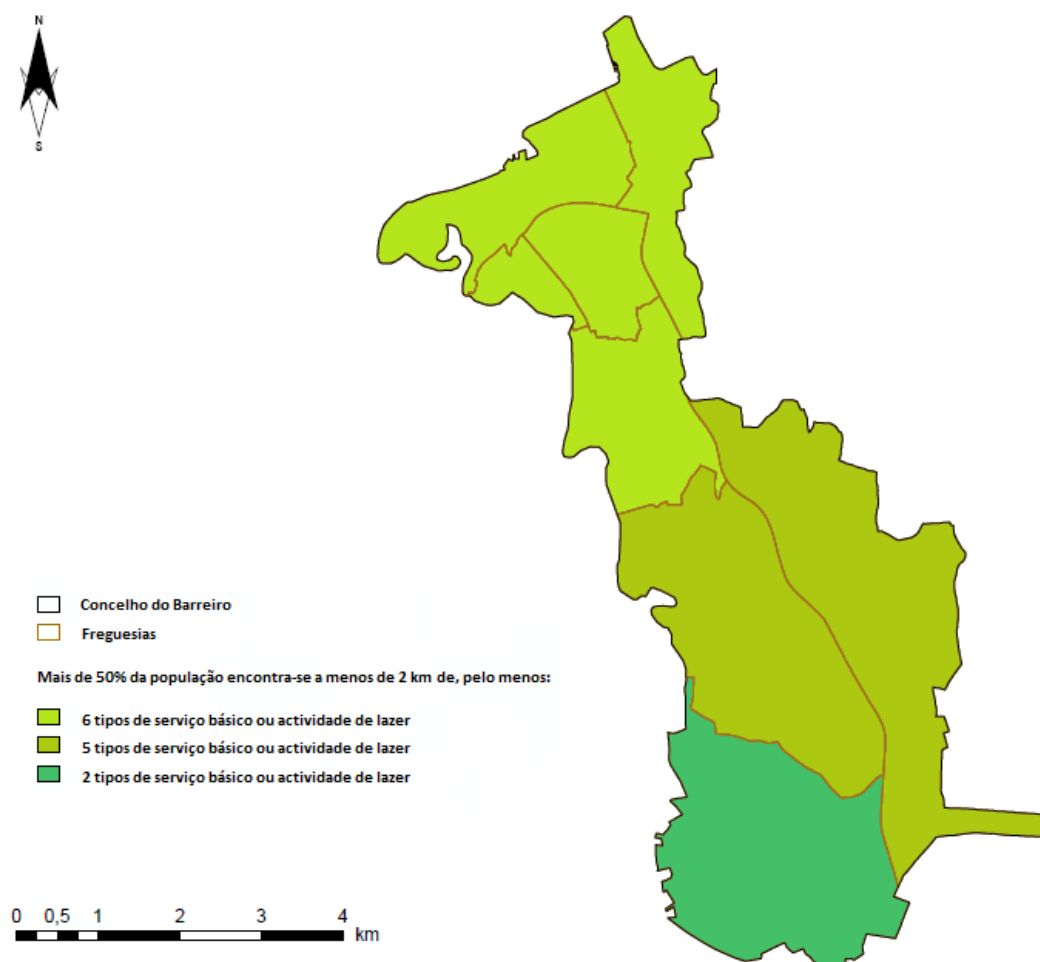 N
S
Concelho do Barreiro
Freguesias
Mais de 50% da população encontra-se a menos de 2 km de, pelo menos:
6 tipos de serviço básico ou actividade de lazer
5 tipos de serviço básico ou actividade de lazer
2 tipos de serviço básico ou actividade de lazer
0 0,5 1 2 3 4
km